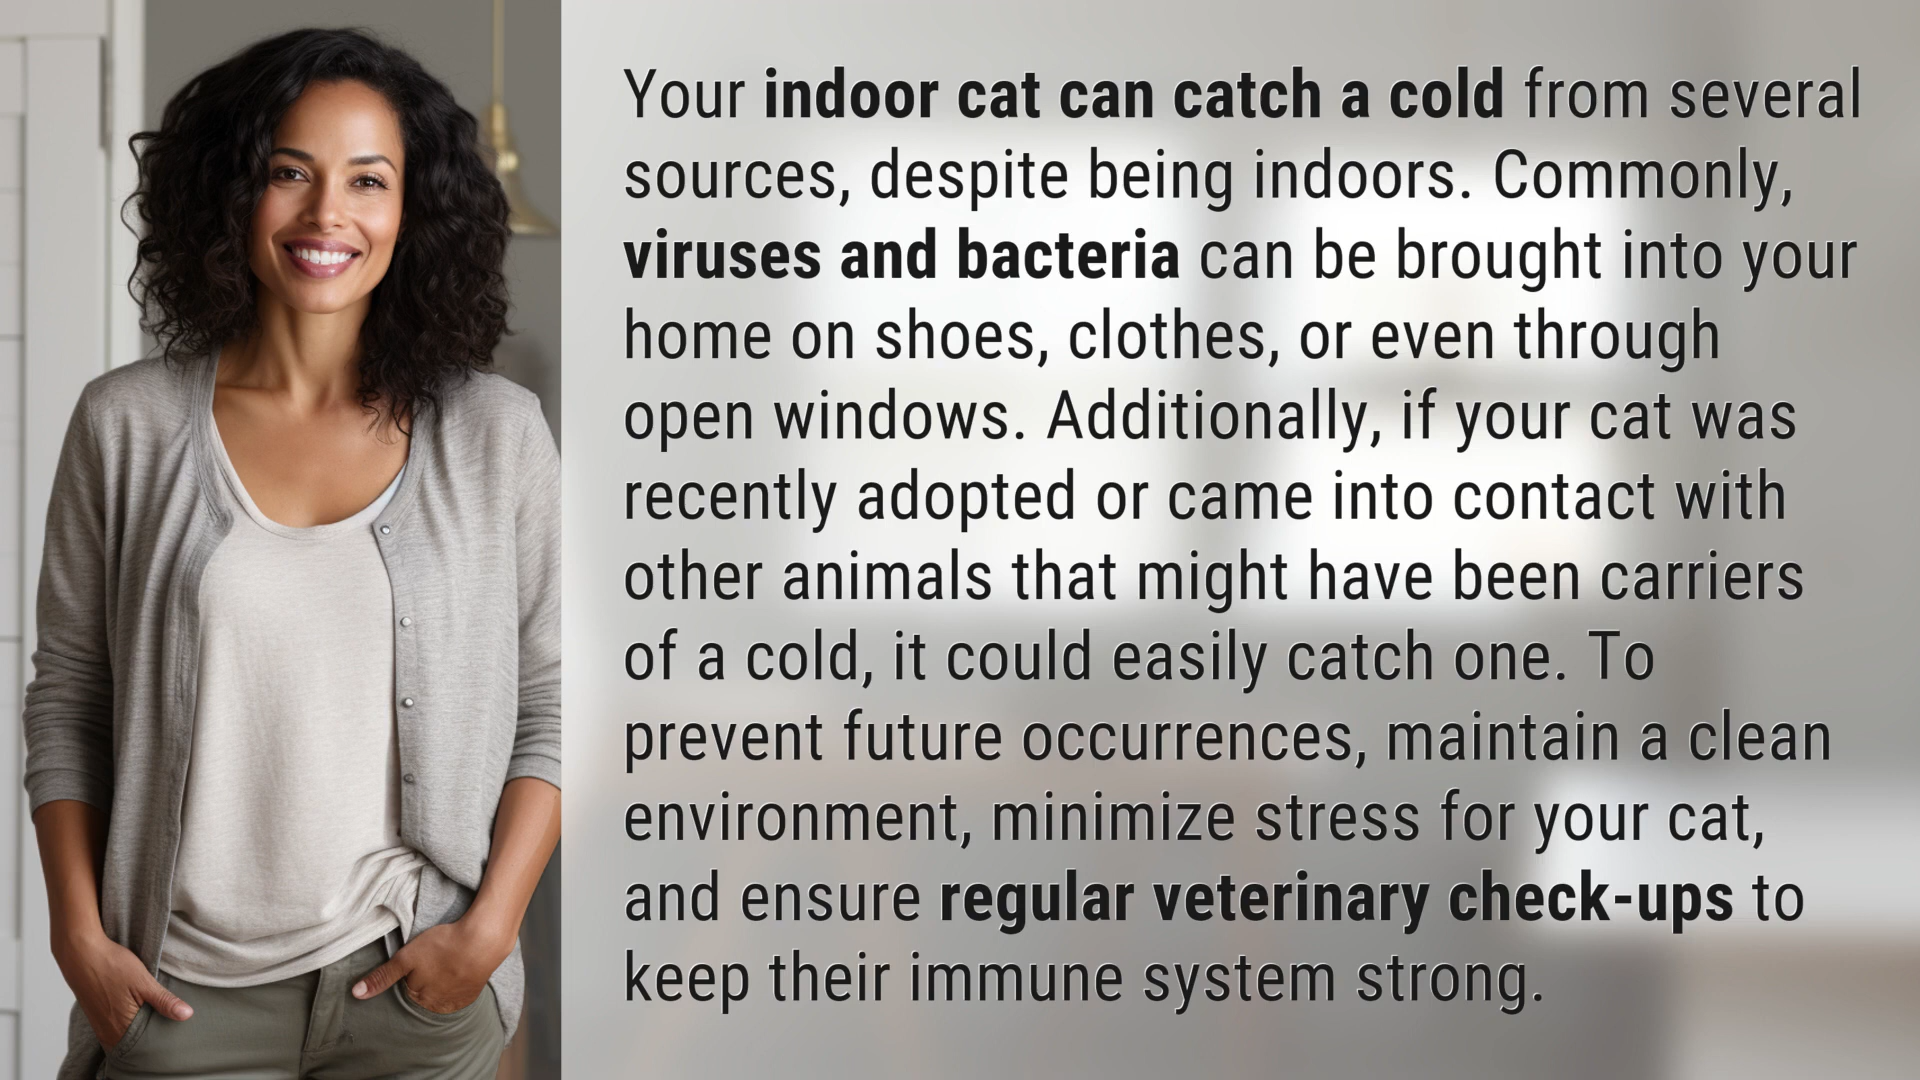 Your indoor cat can catch a cold from several
sources, despite being indoors. Commonly,
viruses and bacteria can be brought into your
home on shoes, clothes, or even through
open windows. Additionally, if your cat was
recently adopted or came into contact with
other animals that might have been carriers
of a cold, it could easily catch one. To
prevent future occurrences, maintain a clean
environment, minimize stress for your cat,
and ensure regular veterinary check-ups to
keep their immune system strong.